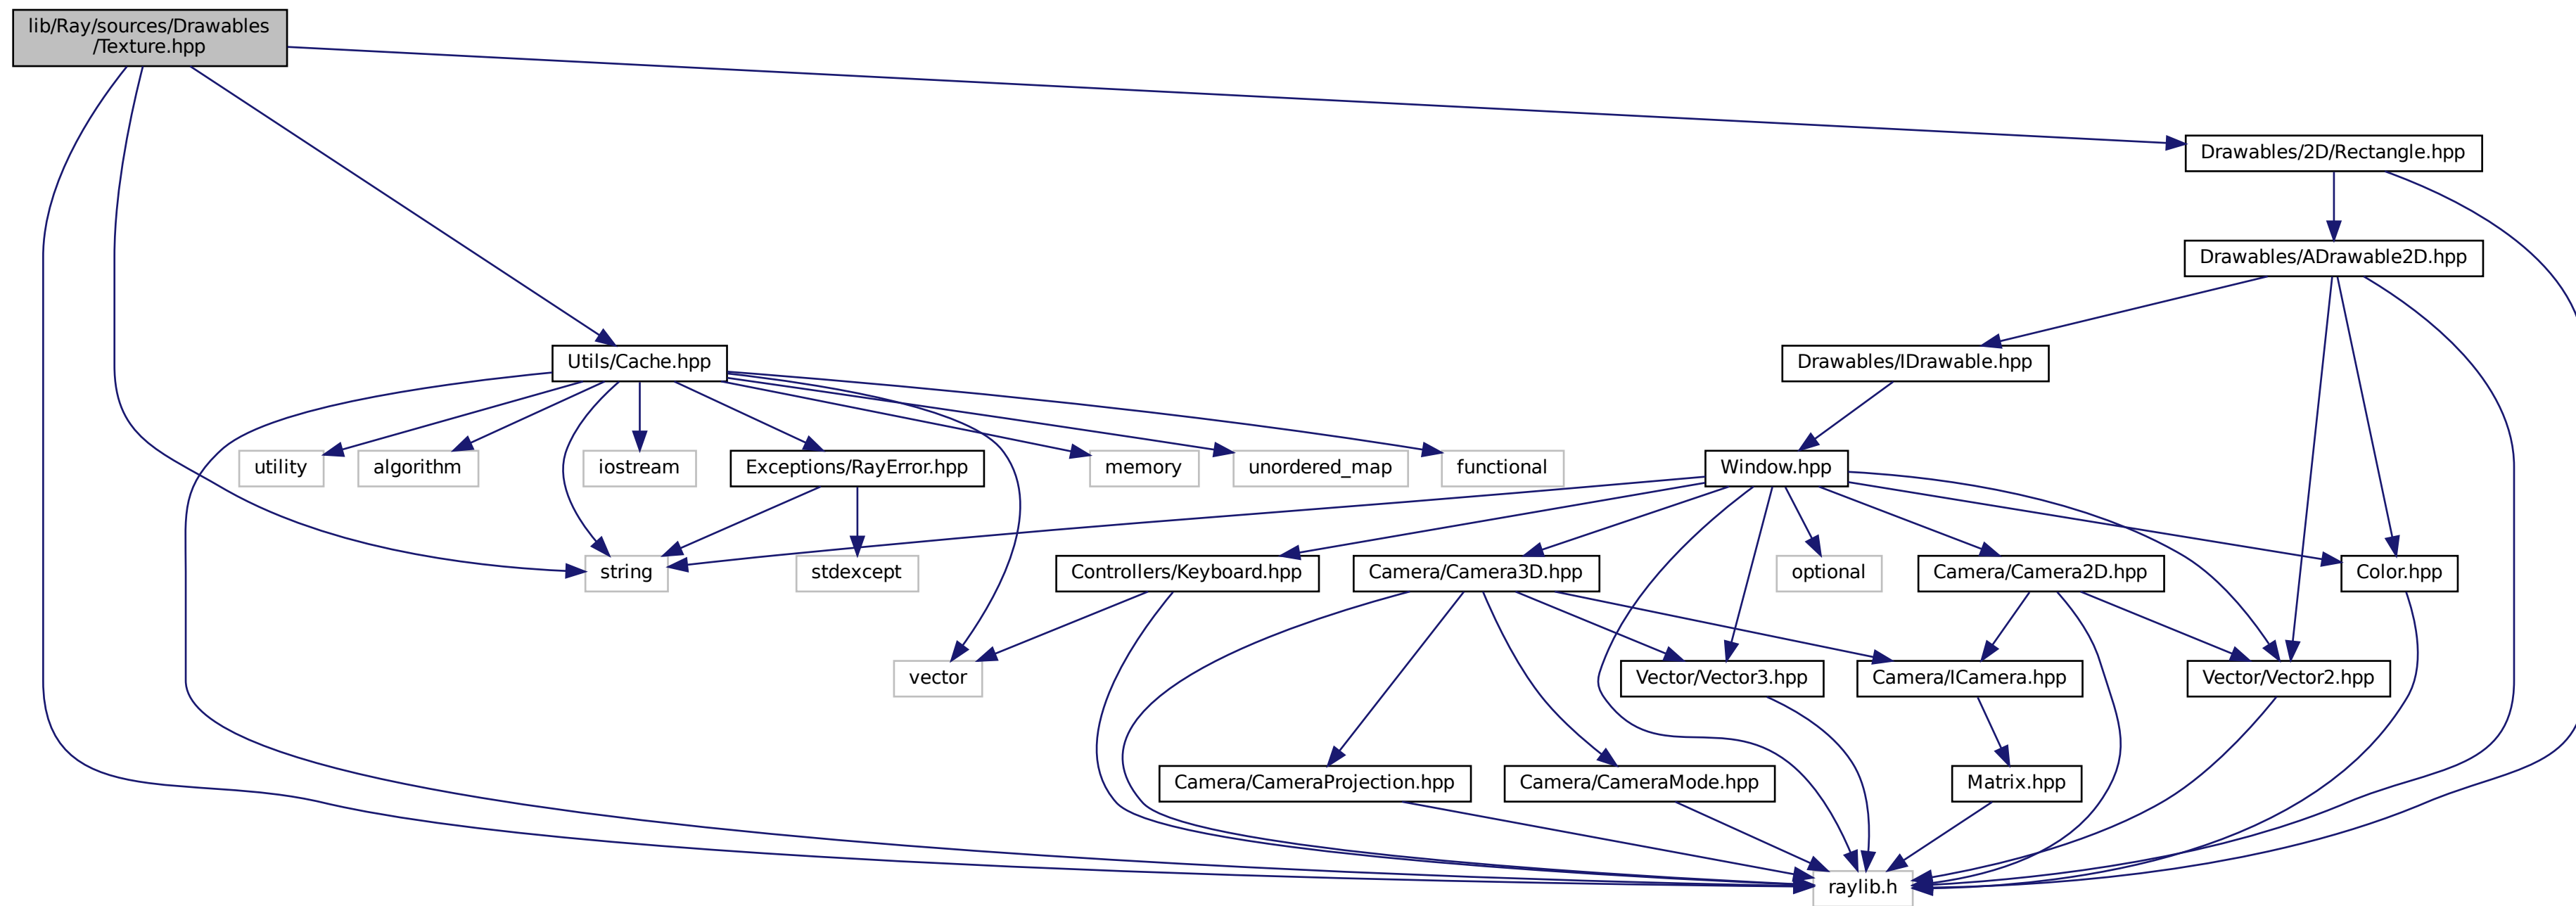 lib/Ray/sources/Drawables
/Texture.hpp
Drawables/2D/Rectangle.hpp
Drawables/ADrawable2D.hpp
Utils/Cache.hpp
Drawables/IDrawable.hpp
utility
algorithm
iostream
Exceptions/RayError.hpp
memory
unordered_map
functional
Window.hpp
string
stdexcept
Controllers/Keyboard.hpp
Camera/Camera3D.hpp
optional
Camera/Camera2D.hpp
Color.hpp
vector
Vector/Vector3.hpp
Camera/ICamera.hpp
Vector/Vector2.hpp
Camera/CameraProjection.hpp
Camera/CameraMode.hpp
Matrix.hpp
raylib.h